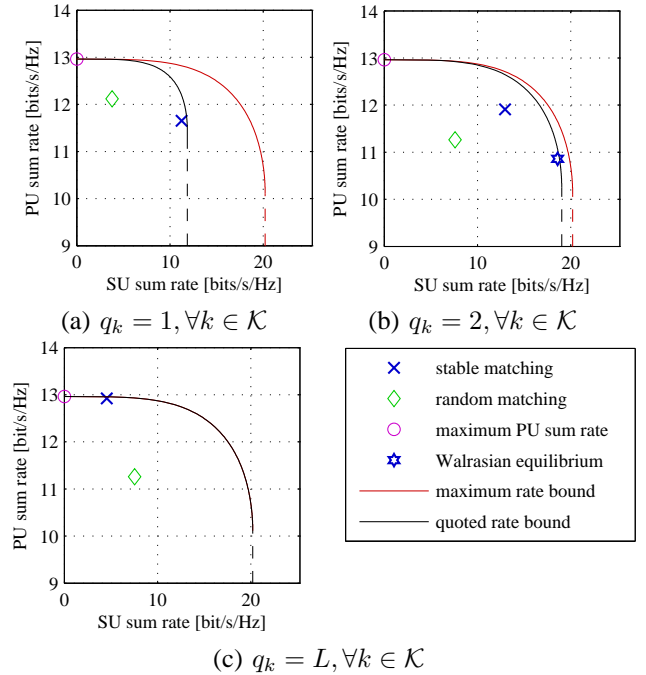 14
13
12
11
10
9
0
10
20
PU sum rate [bits/s/Hz]
SU sum rate [bits/s/Hz]
(a) $q_k = 1, \forall k \in \mathcal{K}$
14
13
12
11
10
9
0
10
20
PU sum rate [bits/s/Hz]
SU sum rate [bits/s/Hz]
(b) $q_k = 2, \forall k \in \mathcal{K}$
14
13
12
11
10
9
0
10
20
PU sum rate [bit/s/Hz]
SU sum rate [bit/s/Hz]
stable matching
random matching
maximum PU sum rate
Walrasian equilibrium
maximum rate bound
quoted rate bound
(c) $q_k = L, \forall k \in \mathcal{K}$